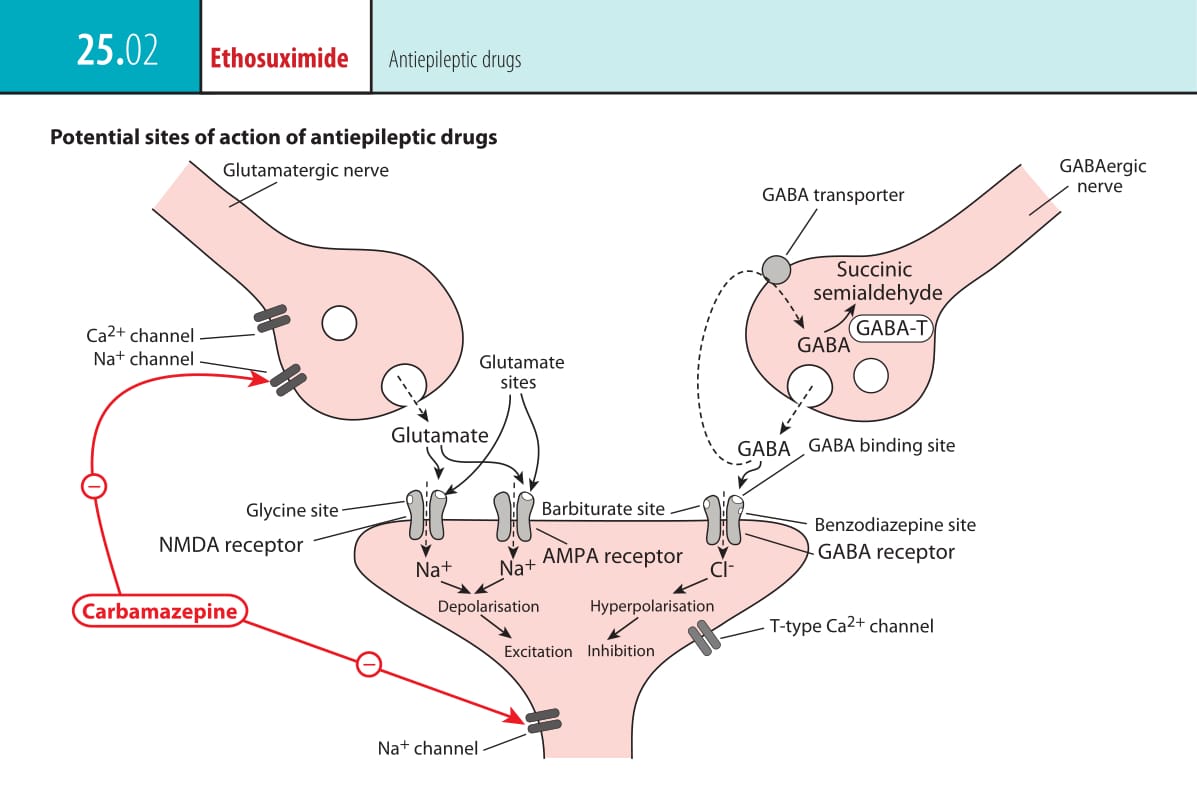 25.02
Ethosuximide
Antiepileptic drugs
Potential sites of action of antiepileptic drugs
Glutamatergic nerve
GABAergic
nerve
GABA transporter
Succinic
semialdehyde
GABA-T
GABA
Ca2+ channel
Na+ channel
Glutamate
sites
Glutamate
GABA
GABA binding site
Glycine site
Barbiturate site
Benzodiazepine site
NMDA receptor
AMPA receptor
GABA receptor
Na+
Na+
Cl-
Depolarisation
Hyperpolarisation
Carbamazepine
T-type Ca2+ channel
Excitation
Inhibition
Na+ channel